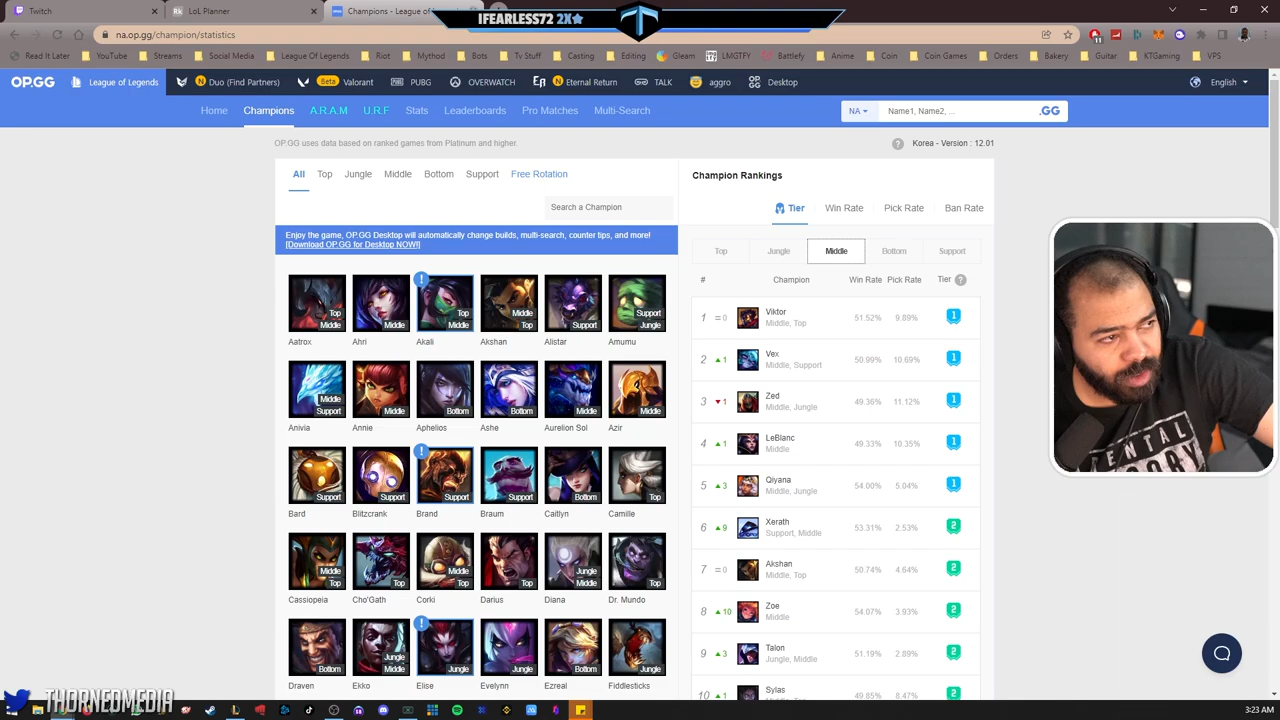 Twitch
LoL Planner
Champions
IFEARLESS72 2X★
na.op.gg/champion/statistics
Read It Later
YouTube
Streams
Social Media
Riot
Mythod
Bots
Tv Stuff
Casting
Editing
Gleam
LMGTFY
Battlefy
Anime
Coin
Coin Games
Orders
Bakery
Guitar
KTGaming
VPS
OP.GG
League of Legends
N Duo (Find Partners)
Beta Valorant
PUBG
OVERWATCH
N Eternal Return
TALK
aggro
Desktop
English
Home
Champions
A.R.A.M
U.R.F
Stats
Leaderboards
Pro Matches
Multi-Search
NA
Name1, Name2, ...
.GG
OP.GG uses data based on ranked games from Platinum and higher.
? Korea - Version : 12.01
All
Top
Jungle
Middle
Bottom
Support
Free Rotation
Search a Champion
Enjoy the game, OP.GG Desktop will automatically change builds, multi-search, counter tips, and more!
[Download OP.GG for Desktop NOW!]
Top
Middle
Aatrox
Middle
Ahri
Top
Middle
Akali
Middle
Top
Akshan
Support
Alistar
Support
Jungle
Amumu
Middle
Support
Anivia
Middle
Annie
Bottom
Aphelios
Bottom
Ashe
Middle
Aurelion Sol
Middle
Azir
Support
Bard
Support
Blitzcrank
Support
Brand
Support
Braum
Bottom
Caitlyn
Top
Camille
Middle
Top
Cassiopeia
Top
Cho'Gath
Middle
Top
Corki
Top
Darius
Jungle
Middle
Diana
Top
Dr. Mundo
Bottom
Draven
Jungle
Middle
Ekko
Jungle
Elise
Jungle
Evelynn
Bottom
Ezreal
Jungle
Fiddlesticks
Champion Rankings
Tier
Win Rate
Pick Rate
Ban Rate
Top
Jungle
Middle
Bottom
Support
# Champion Win Rate Pick Rate Tier ?
1 = 0 Viktor 51.52% 9.89% 1
Middle, Top
2 ▲ 1 Vex 50.99% 10.69% 1
Middle, Support
3 ▼ 1 Zed 49.36% 11.12% 1
Middle, Jungle
4 ▲ 1 LeBlanc 49.33% 10.35% 1
Middle
5 ▲ 3 Qiyana 54.00% 5.04% 1
Middle, Jungle
6 ▲ 9 Xerath 53.31% 2.53% 2
Support, Middle
7 = 0 Akshan 50.74% 4.64% 2
Middle, Top
8 ▲ 10 Zoe 54.07% 3.93% 2
Middle
9 ▲ 3 Talon 51.19% 2.89% 2
Jungle, Middle
10 ▲ 1 Sylas 49.85% 8.47% 2
THORNEDMEDIC
3:23 AM